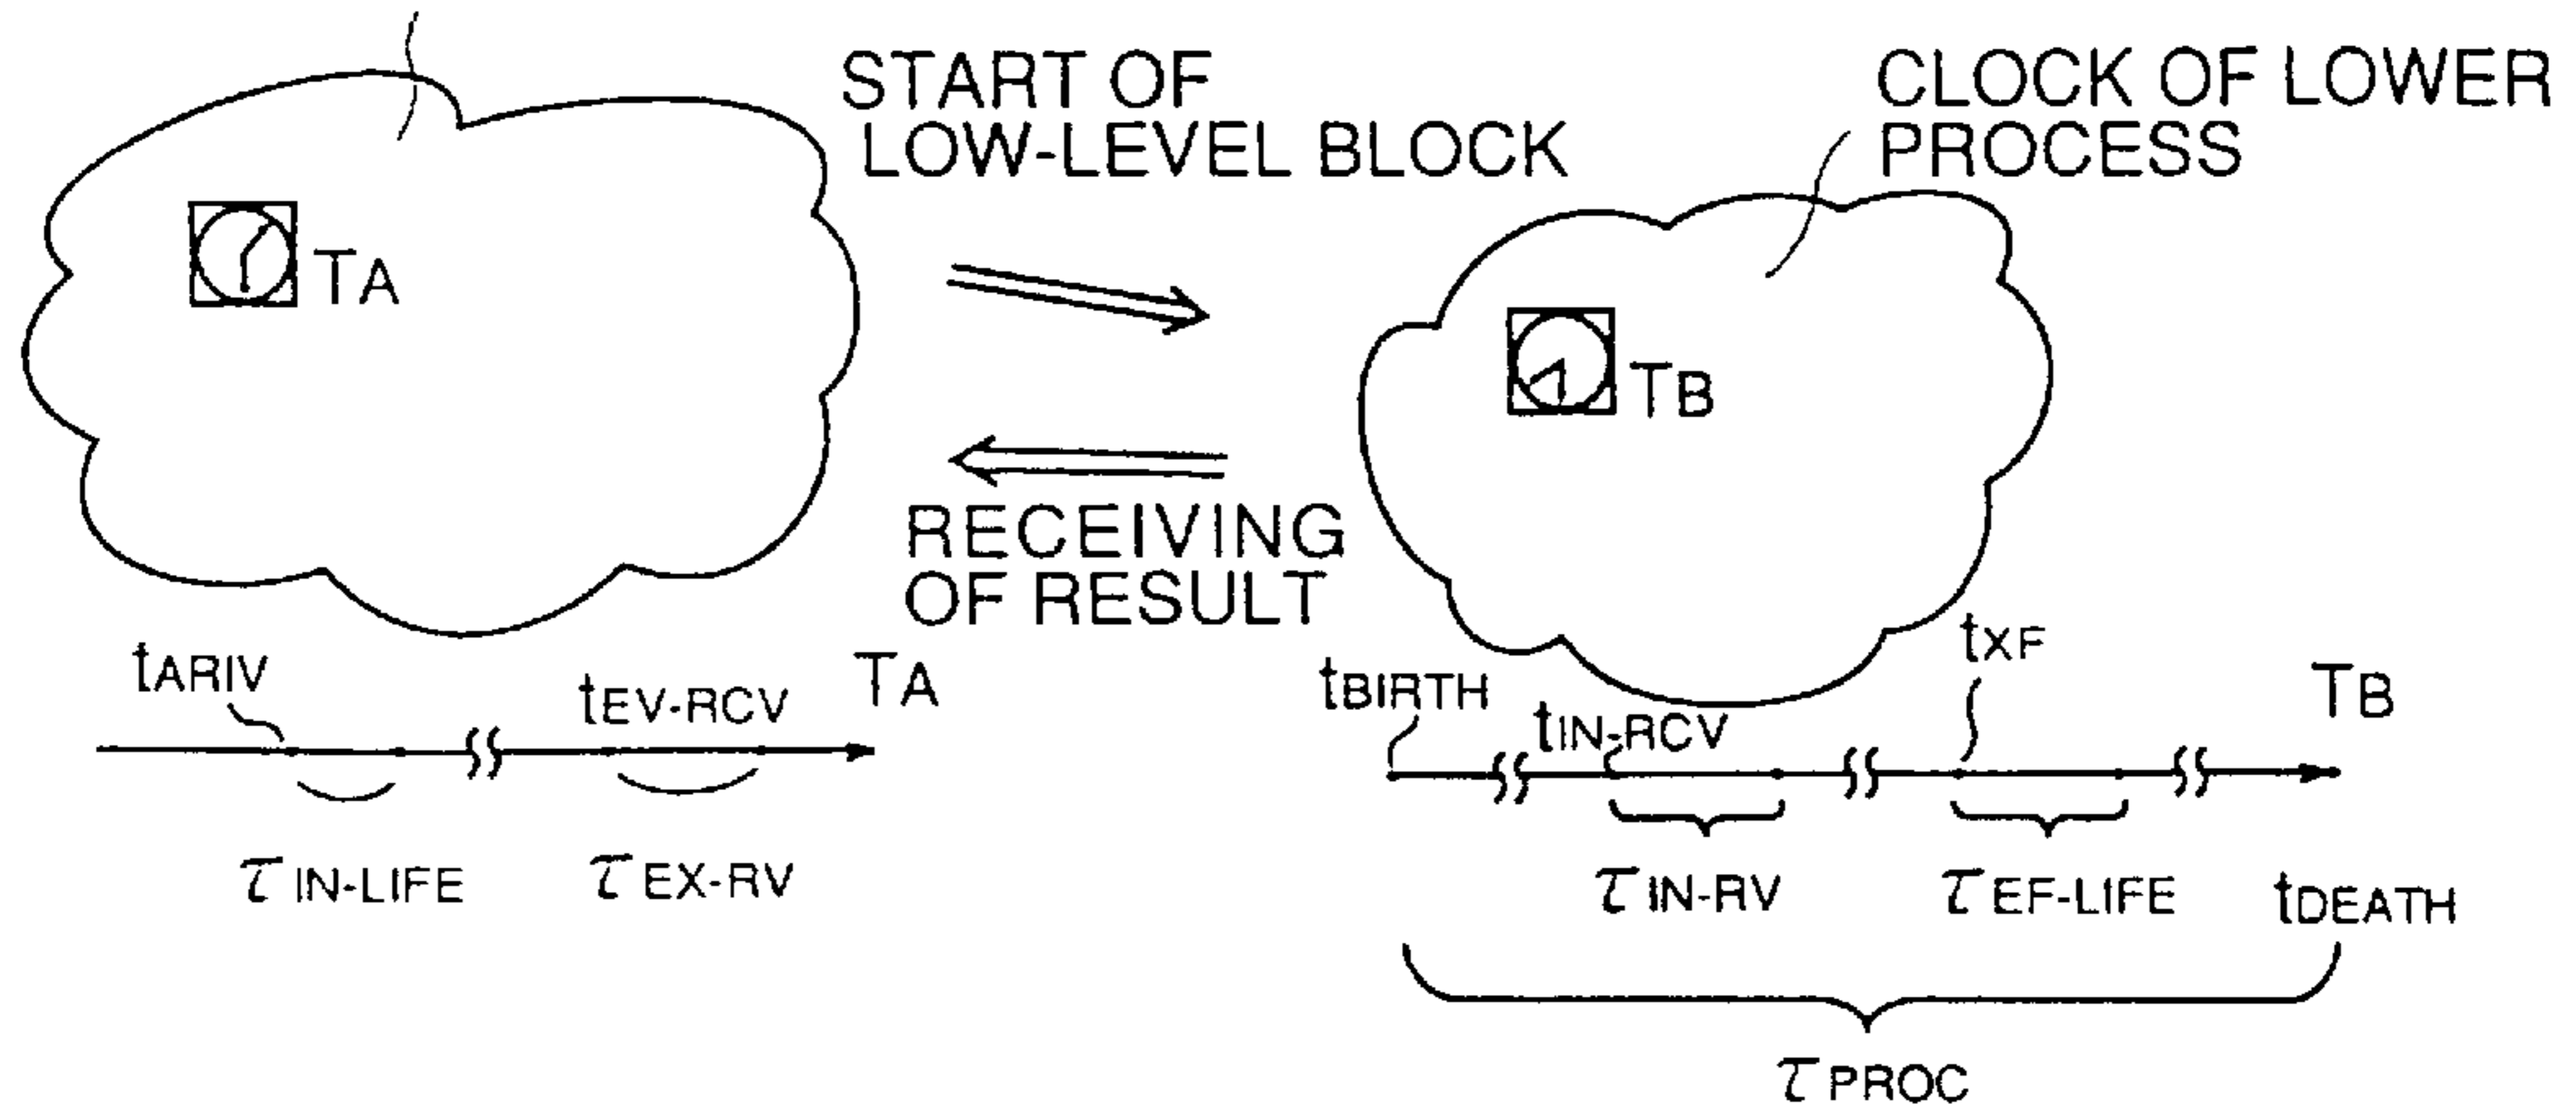 START OF
LOW-LEVEL BLOCK
CLOCK OF LOWER
PROCESS
TA
TB
RECEIVING
OF RESULT
tARIV
tEV-RCV
TA
tBIRTH
tIN-RCV
tXF
TB
τIN-LIFE
τEX-RV
τIN-RV
τEF-LIFE
tDEATH
τPROC